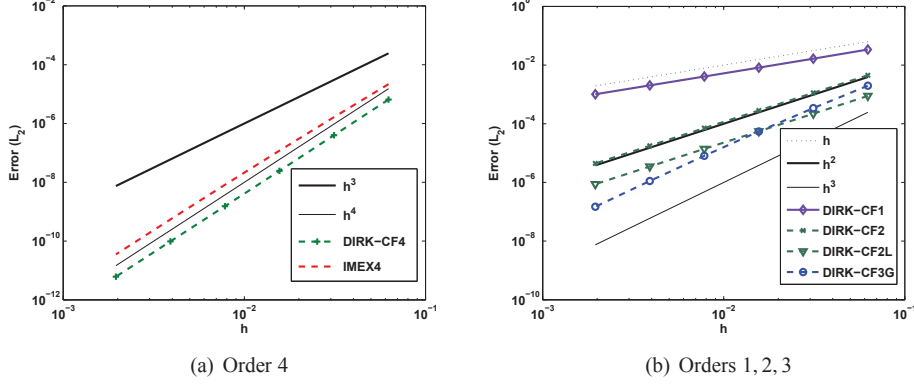 10^-2
10^-4
10^-6
10^-8
10^-10
10^-12
Error (L_2)
10^-3
10^-2
10^-1
h
h^3
h^4
DIRK−CF4
IMEX4
(a) Order 4
10^0
10^-2
10^-4
10^-6
10^-8
10^-10
Error (L_2)
10^-3
10^-2
10^-1
h
h
h^2
h^3
DIRK−CF1
DIRK−CF2
DIRK−CF2L
DIRK−CF3G
(b) Orders 1, 2, 3